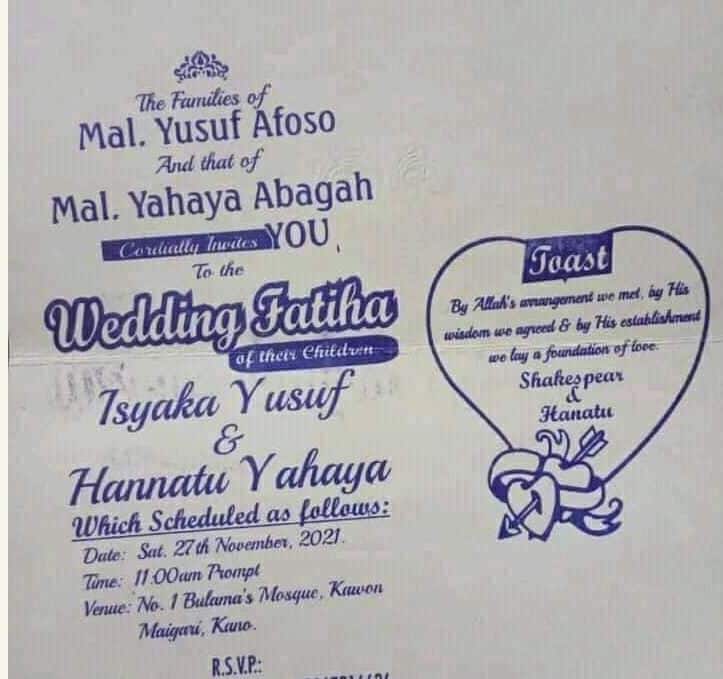 The Families of
Mal. Yusuf Afoso
And that of
Mal. Yahaya Abagah
Cordially Invites YOU,
To the
Wedding Fatiha
of their Children
Isyaka Yusuf
&
Hannatu Yahaya
Which Scheduled as follows:
Date: Sat. 27th November, 2021.
Time: 11:00am Prompt
Venue: No. 1 Bulama's Mosque, Kawon
Maigari, Kano.
R.S.V.P.:
Toast
By Allah's arrangement we met, by His
wisdom we agreed & by His establishment
we lay a foundation of love.
Shakespear
&
Hanatu